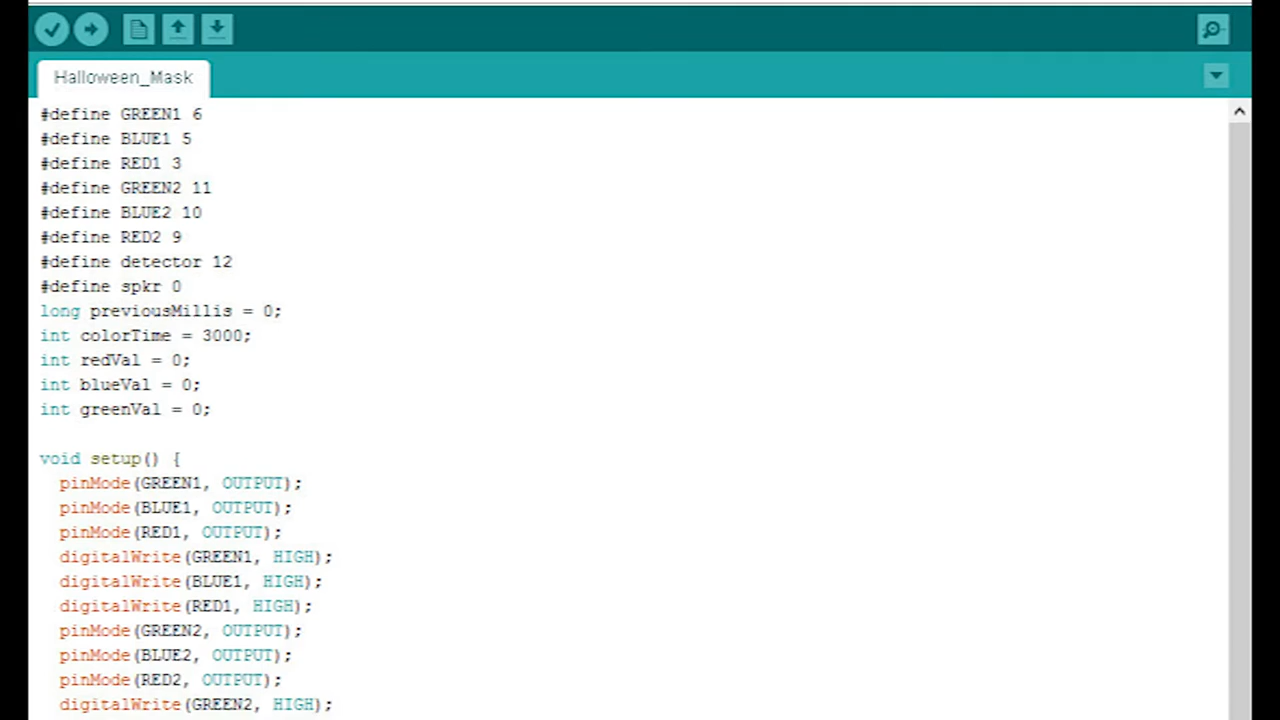 Halloween_Mask
#define GREEN1 6
#define BLUE1 5
#define RED1 3
#define GREEN2 11
#define BLUE2 10
#define RED2 9
#define detector 12
#define spkr 0
long previousMillis = 0;
int colorTime = 3000;
int redVal = 0;
int blueVal = 0;
int greenVal = 0;

void setup() {
  pinMode(GREEN1, OUTPUT);
  pinMode(BLUE1, OUTPUT);
  pinMode(RED1, OUTPUT);
  digitalWrite(GREEN1, HIGH);
  digitalWrite(BLUE1, HIGH);
  digitalWrite(RED1, HIGH);
  pinMode(GREEN2, OUTPUT);
  pinMode(BLUE2, OUTPUT);
  pinMode(RED2, OUTPUT);
  digitalWrite(GREEN2, HIGH);